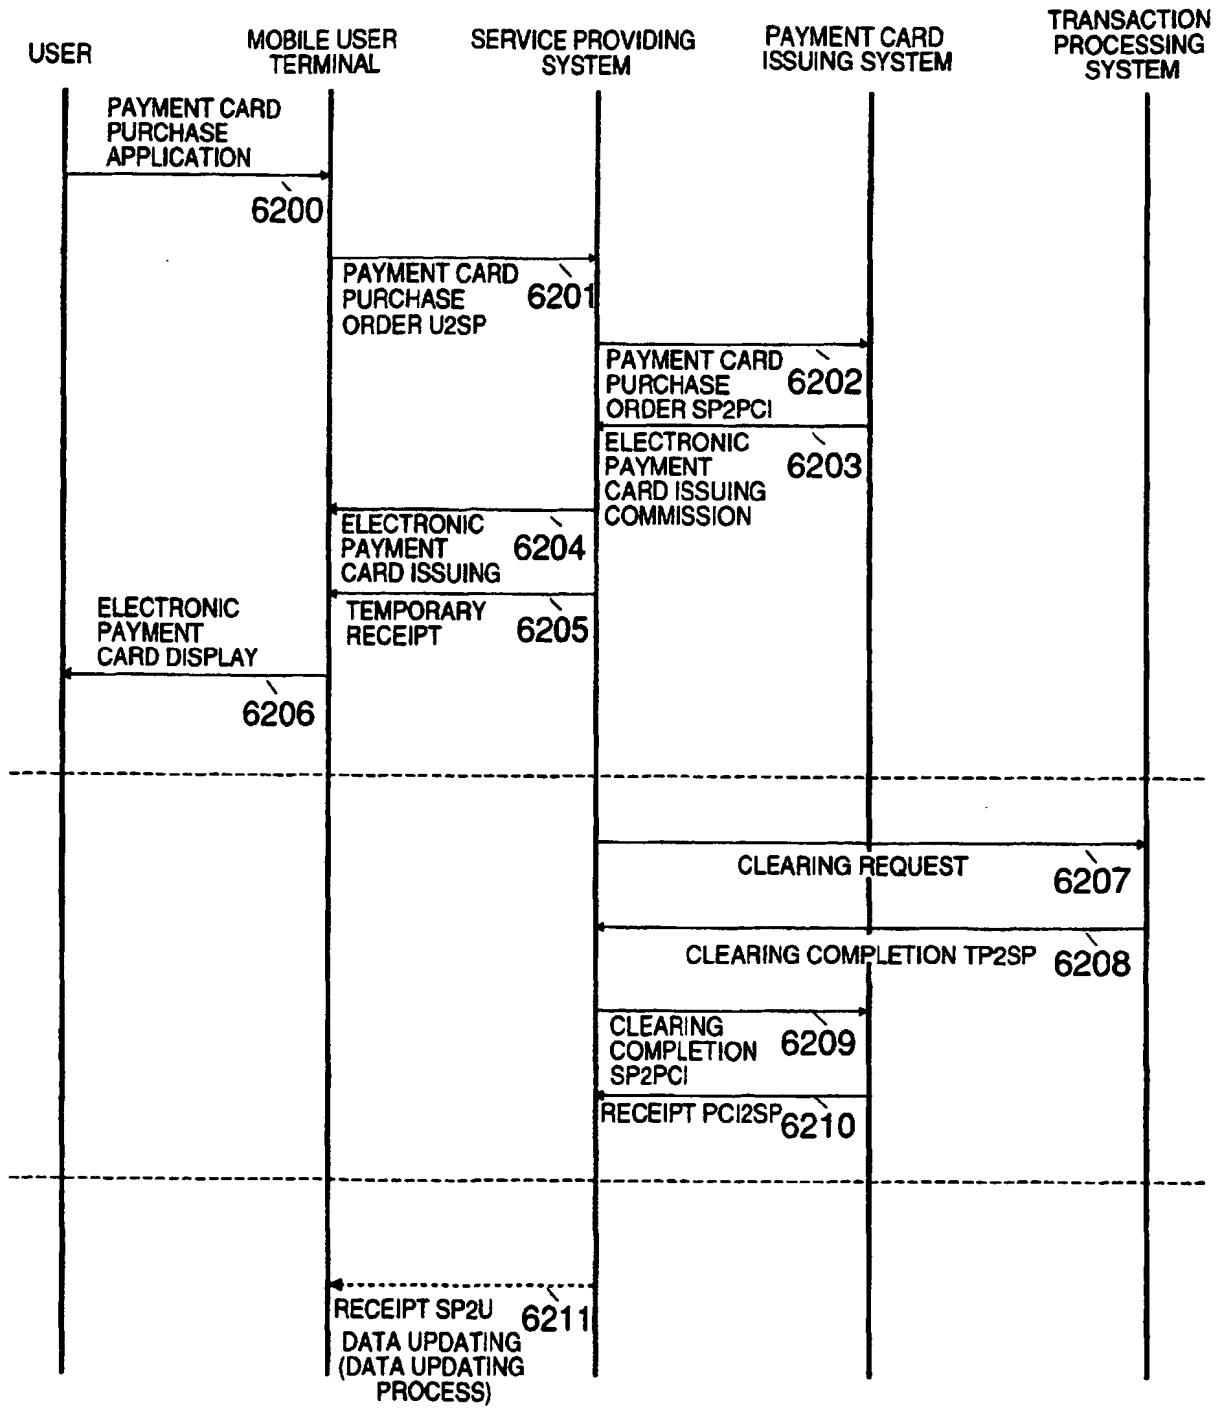 USER
MOBILE USER
TERMINAL
SERVICE PROVIDING
SYSTEM
PAYMENT CARD
ISSUING SYSTEM
TRANSACTION
PROCESSING
SYSTEM
PAYMENT CARD
PURCHASE
APPLICATION
6200
PAYMENT CARD
PURCHASE
ORDER U2SP
6201
PAYMENT CARD
PURCHASE
ORDER SP2PCI
6202
ELECTRONIC
PAYMENT
CARD ISSUING
COMMISSION
6203
ELECTRONIC
PAYMENT
CARD ISSUING
6204
TEMPORARY
RECEIPT
6205
ELECTRONIC
PAYMENT
CARD DISPLAY
6206
CLEARING REQUEST
6207
CLEARING COMPLETION TP2SP
6208
CLEARING
COMPLETION
SP2PCI
6209
RECEIPT PCI2SP
6210
RECEIPT SP2U
6211
DATA UPDATING
(DATA UPDATING
PROCESS)